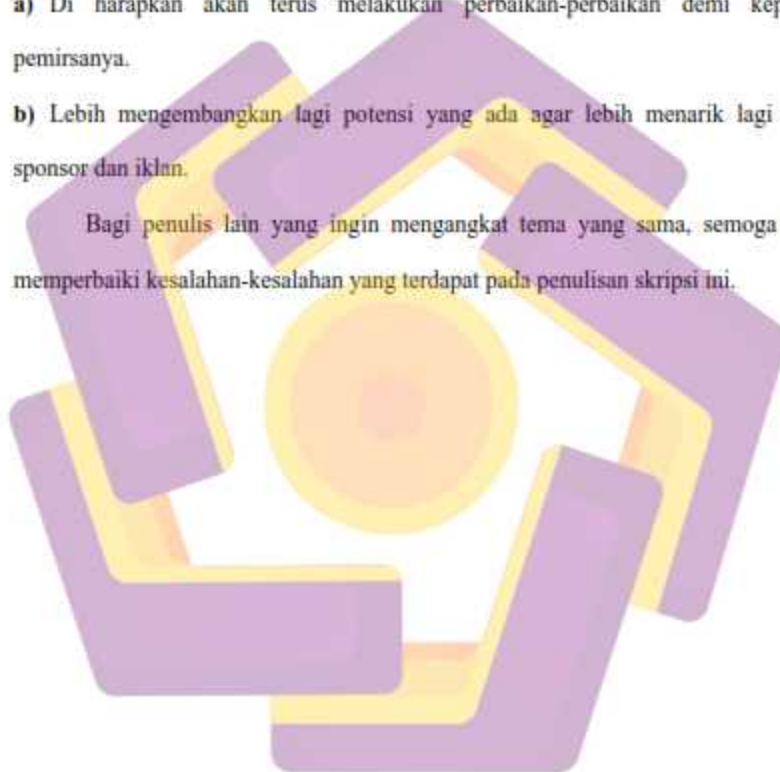 a) Di harapkan akan terus melakukan perbaikan-perbaikan demi kep
pemirsanya.
b) Lebih mengembangkan lagi potensi yang ada agar lebih menarik lagi
sponsor dan iklan.
Bagi penulis lain yang ingin mengangkat tema yang sama, semoga
memperbaiki kesalahan-kesalahan yang terdapat pada penulisan skripsi ini.